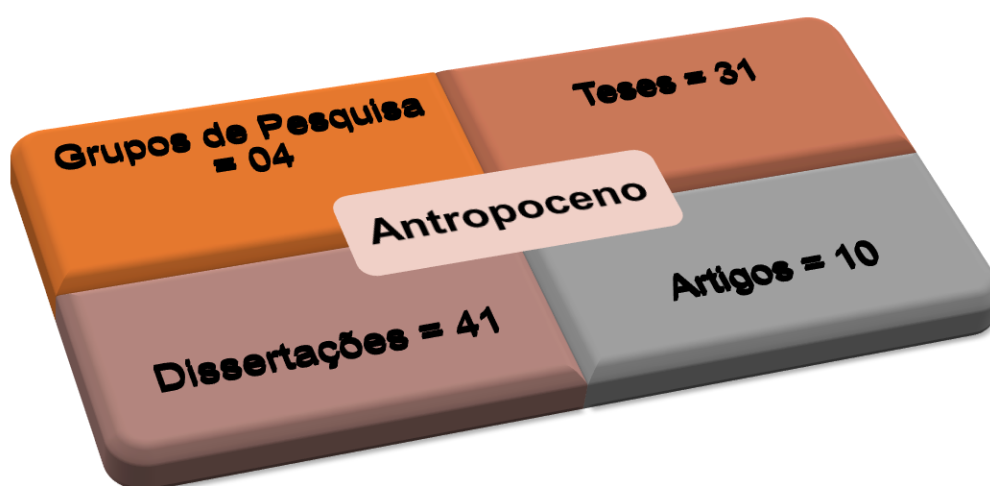 Grupos de Pesquisa
= 04
Teses = 31
Antropoceno
Dissertações = 41
Artigos = 10